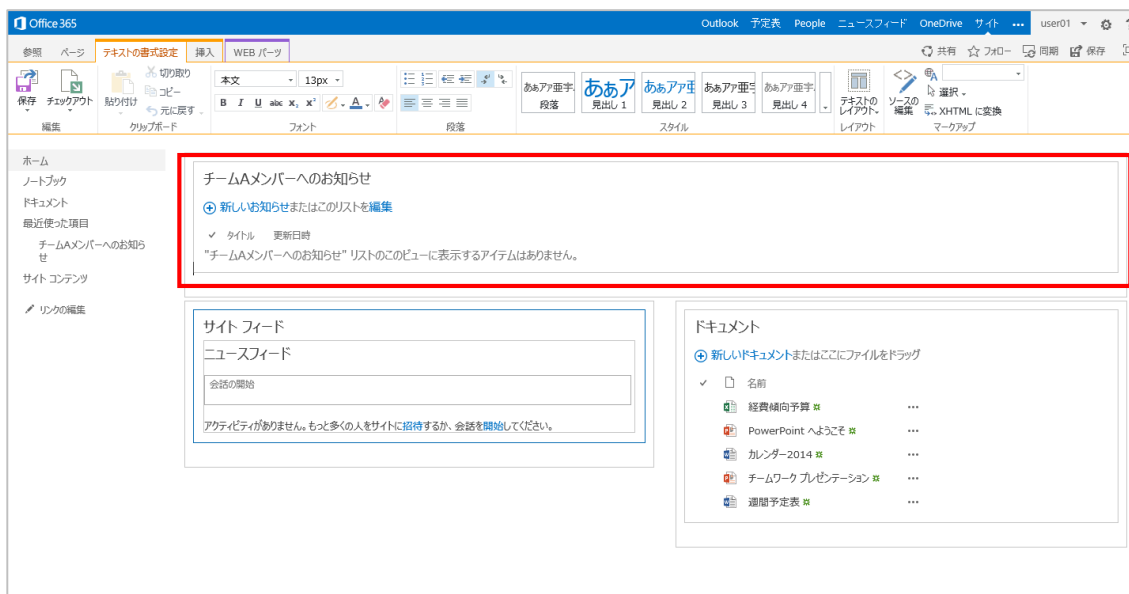 Office 365 Outlook 予定表 People ニュースフィード OneDrive サイト ... user01
参照 ページ テキストの書式設定 挿入 WEB パーツ 共有 フォロー 同期 保存
保存 チェックアウト 貼り付け 切り取り コピー 元に戻す
本文 13px
B I U abc x₂ x² A
あぁアァ亜宇 段落 あぁア 見出し 1 あぁアァ亜 見出し 2 あぁアァ亜宇 見出し 3 あぁアァ亜宇. 見出し 4
テキストのレイアウト ソースの編集 選択 XHTML に変換
編集 クリップボード フォント 段落 スタイル レイアウト マークアップ
ホーム
ノートブック
ドキュメント
最近使った項目
チームAメンバーへのお知ら
せ
サイト コンテンツ
リンクの編集
チームAメンバーへのお知らせ
新しいお知らせまたはこのリストを編集
タイトル 更新日時
"チームAメンバーへのお知らせ" リストのこのビューに表示するアイテムはありません。
サイト フィード
ニュースフィード
会話の開始
アクティビティがありません。もっと多くの人をサイトに招待するか、会話を開始してください。
ドキュメント
新しいドキュメントまたはここにファイルをドラッグ
名前
経費傾向予算 ...
PowerPoint へようこそ ...
カレンダー2014 ...
チームワーク プレゼンテーション ...
週間予定表 ...